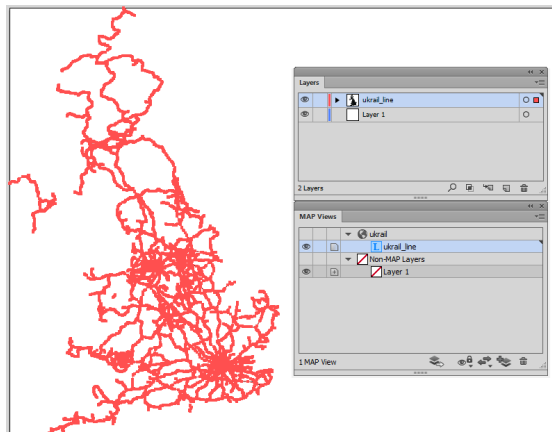 Layers
ukrail_line
Layer 1
2 Layers
MAP Views
ukrail
ukrail_line
Non-MAP Layers
Layer 1
1 MAP View